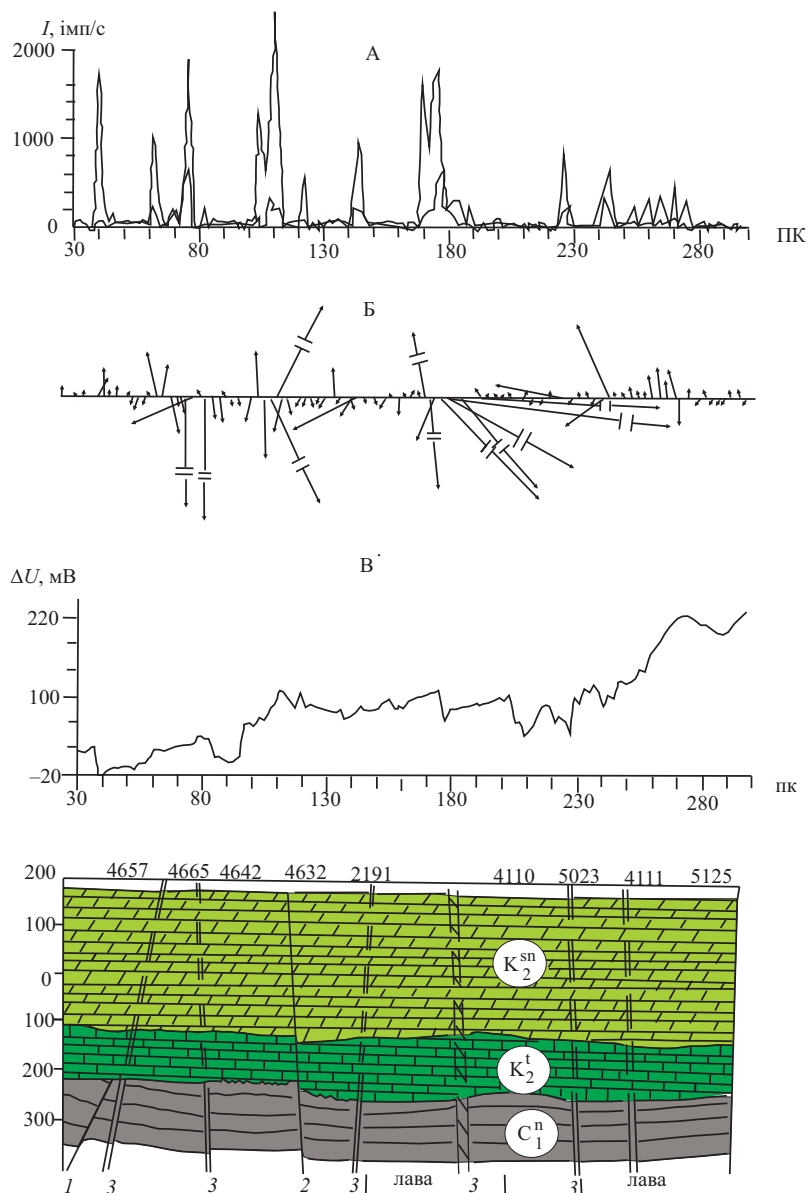 I, імп/с
А
2000
1000
0
30 80 130 180 230 280 ПК
Б
В
ΔU, мВ
220
100
–20
30 80 130 180 230 280 пк
200 4657 4665 4642 4632 2191 4110 5023 4111 5125
100
0
K₂ˢⁿ
100
200
K₂ᵗ
300
C₁ⁿ
1 3 3 2 3 лава 3 3 лава